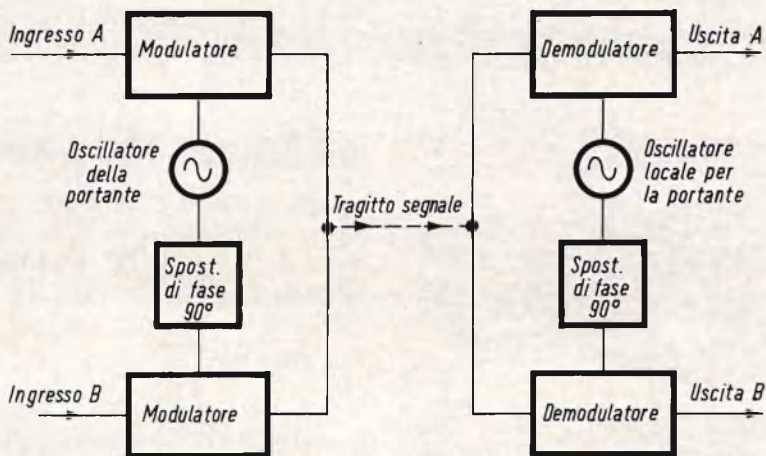 Ingresso A
Modulatore
Demodulatore
Uscita A
Oscillatore
della
portante
Oscillatore
locale per
la portante
Tragitto segnale
Spost.
di fase
90°
Spost.
di fase
90°
Ingresso B
Modulatore
Demodulatore
Uscita B